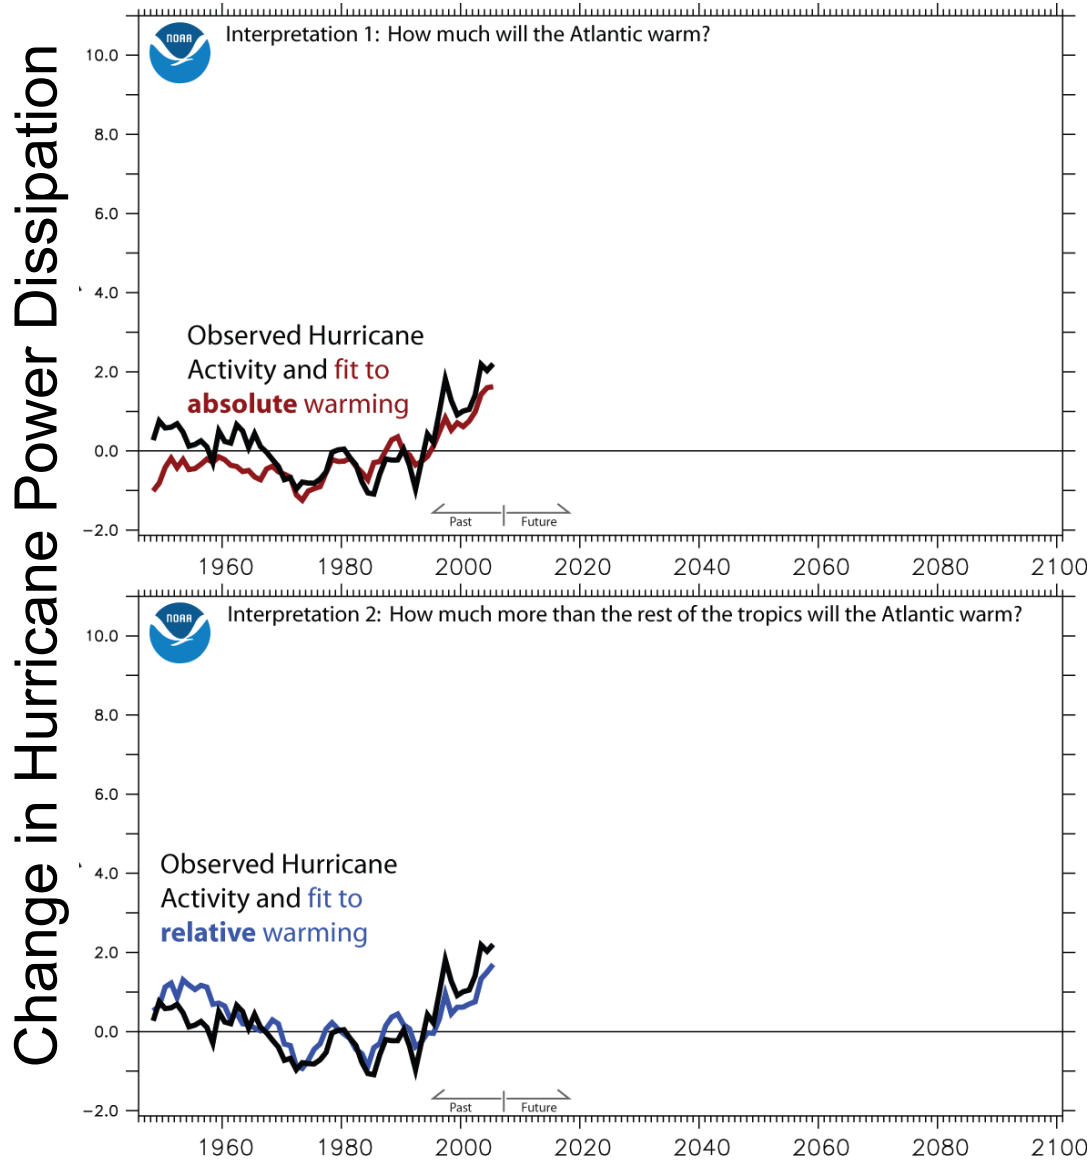 Change in Hurricane Power Dissipation
NOAA
Interpretation 1: How much will the Atlantic warm?
10.0
8.0
6.0
4.0
2.0
0.0
−2.0
Observed Hurricane
Activity and fit to
absolute warming
Past
Future
1960 1980 2000 2020 2040 2060 2080 2100
NOAA
Interpretation 2: How much more than the rest of the tropics will the Atlantic warm?
10.0
8.0
6.0
4.0
2.0
0.0
−2.0
Observed Hurricane
Activity and fit to
relative warming
Past
Future
1960 1980 2000 2020 2040 2060 2080 2100